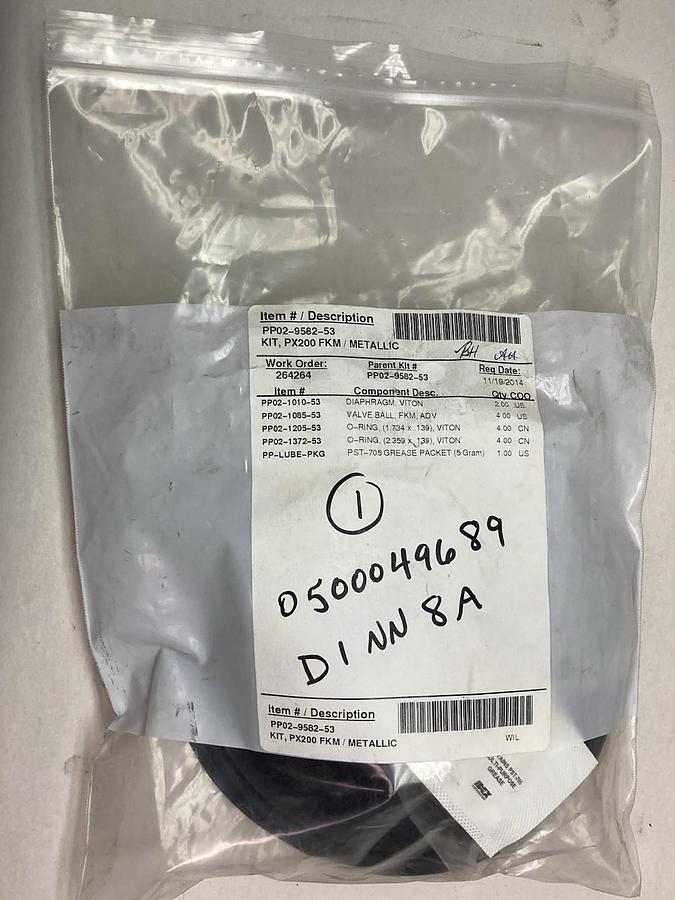 Item # / Description
PP02-9582-53
KIT, PX200 FKM / METALLIC
BH
Work Order: Parent Kit # Req Date:
264264 PP02-9582-53 11/19/2014
Item # Component Desc. Qty COO
PP02-1010-53 DIAPHRAGM, VITON 2.00 US
PP02-1085-53 VALVE BALL, FKM, ADV 4.00 US
PP02-1205-53 O-RING, (1.734 x .139), VITON 4.00 CN
PP02-1372-53 O-RING, (2.359 x .139), VITON 4.00 CN
PP-LUBE-PKG PST-705 GREASE PACKET (5 Gram) 1.00 US
1
0500049689
D1NN8A
Item # / Description
PP02-9582-53
KIT, PX200 FKM / METALLIC
WIL
PST-705
GREASE